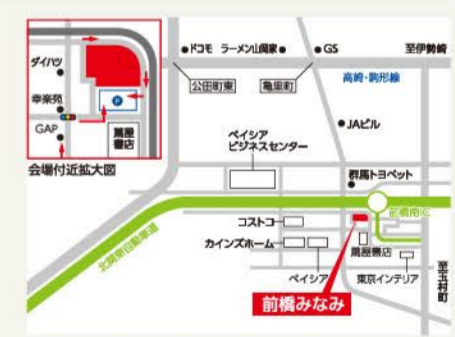 ダイハツ
幸楽苑
P
GAP
蔦屋
書店
会場付近拡大図
ドコモ
ラーメン山岡家
GS
至伊勢崎
公田町東
亀里町
高崎・駒形線
JAビル
ベイシア
ビジネスセンター
群馬トヨペット
前橋南IC
コストコ
カインズホーム
蔦屋書店
北関東自動車道
ベイシア
東京インテリア
至玉村町
前橋みなみ